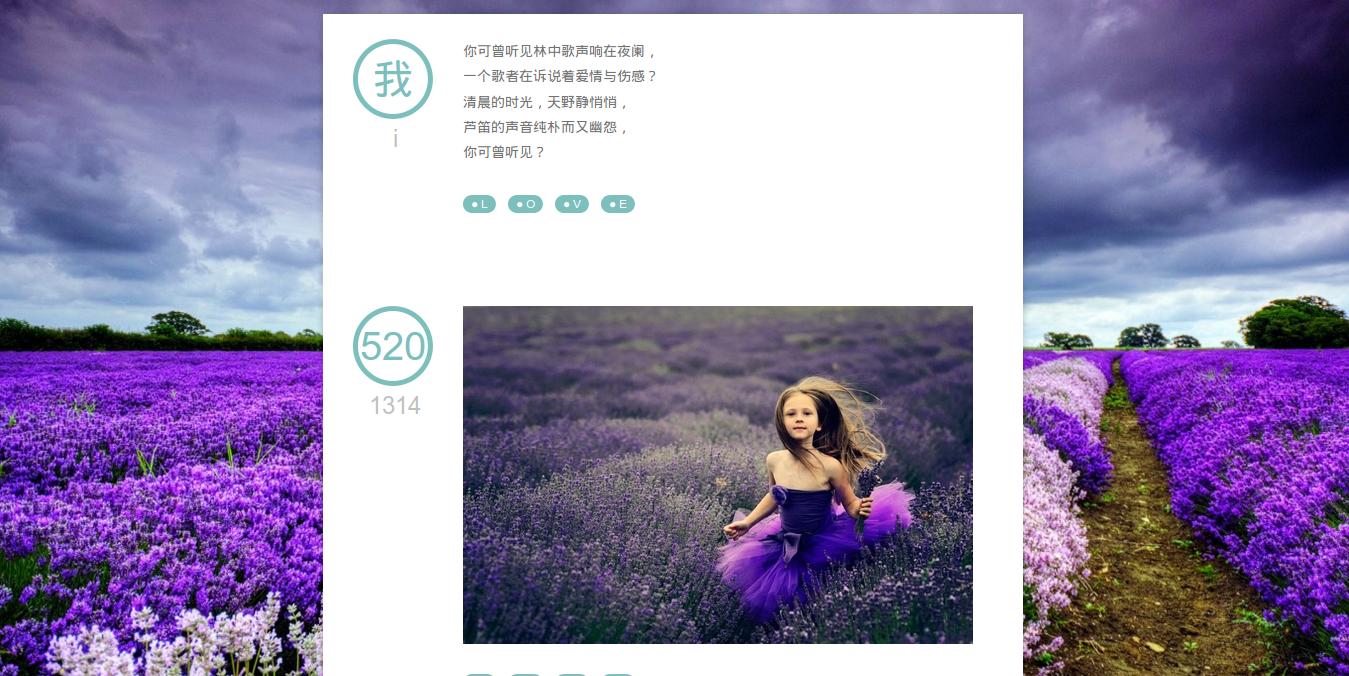 我
i
你可曾听见林中歌声响在夜阑，
一个歌者在诉说着爱情与伤感？
清晨的时光，天野静悄悄，
芦笛的声音纯朴而又幽怨，
你可曾听见？
●L ●O ●V ●E
520
1314